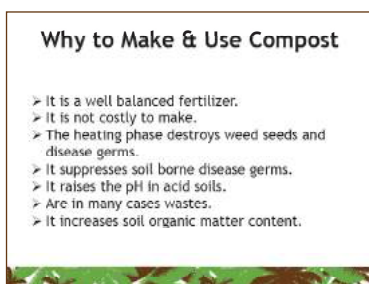 Why to Make & Use Compost
➤ It is a well balanced fertilizer.
➤ It is not costly to make.
➤ The heating phase destroys weed seeds and
disease germs.
➤ It suppresses soil borne disease germs.
➤ It raises the pH in acid soils.
➤ Are in many cases wastes.
➤ It increases soil organic matter content.